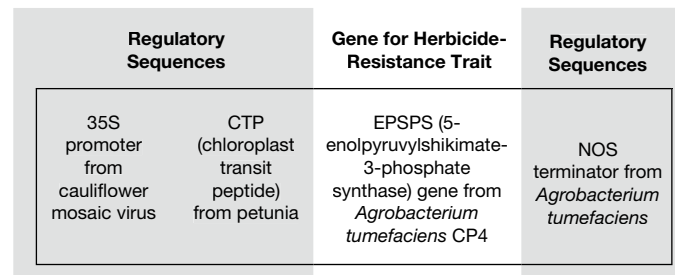 Regulatory
Sequences
Gene for Herbicide-
Resistance Trait
Regulatory
Sequences
35S
promoter
from
cauliflower
mosaic virus
CTP
(chloroplast
transit
peptide)
from petunia
EPSPS (5-
enolpyruvylshikimate-
3-phosphate
synthase) gene from
Agrobacterium
tumefaciens CP4
NOS
terminator from
Agrobacterium
tumefaciens